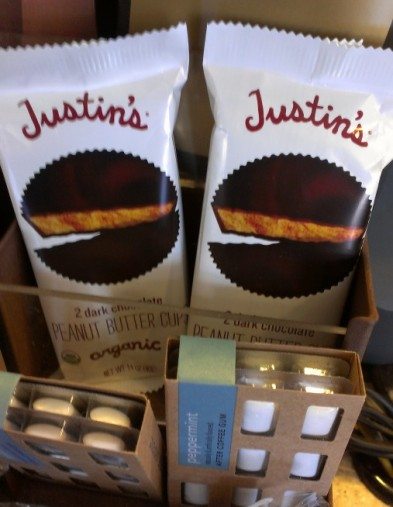 Justin's
Justin's
2 dark chocolate
PEANUT BUTTER CUPS
organic
2 dark chocolate
PEANUT BUTTER
peppermint
AFTER COFFEE GUM